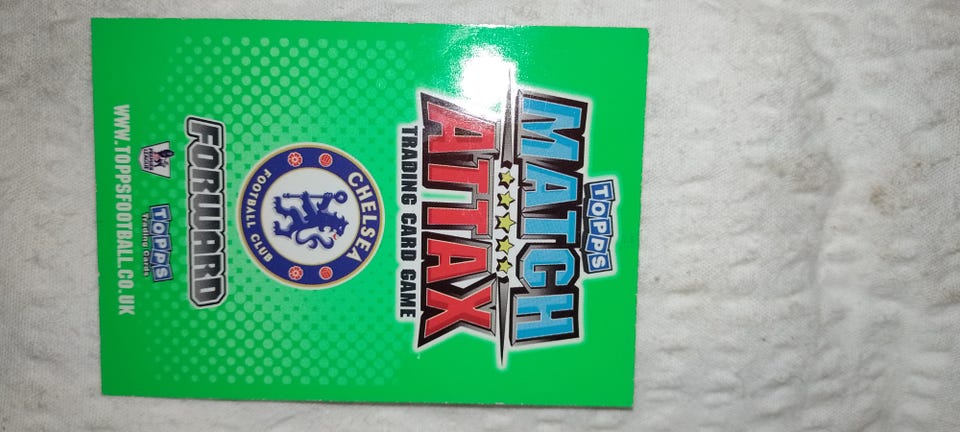 TOPPS
MATCH
ATTAX
TRADING CARD GAME
CHELSEA
FOOTBALL CLUB
FORWARD
TOPPS
Trading Cards
WWW.TOPPSFOOTBALL.CO.UK